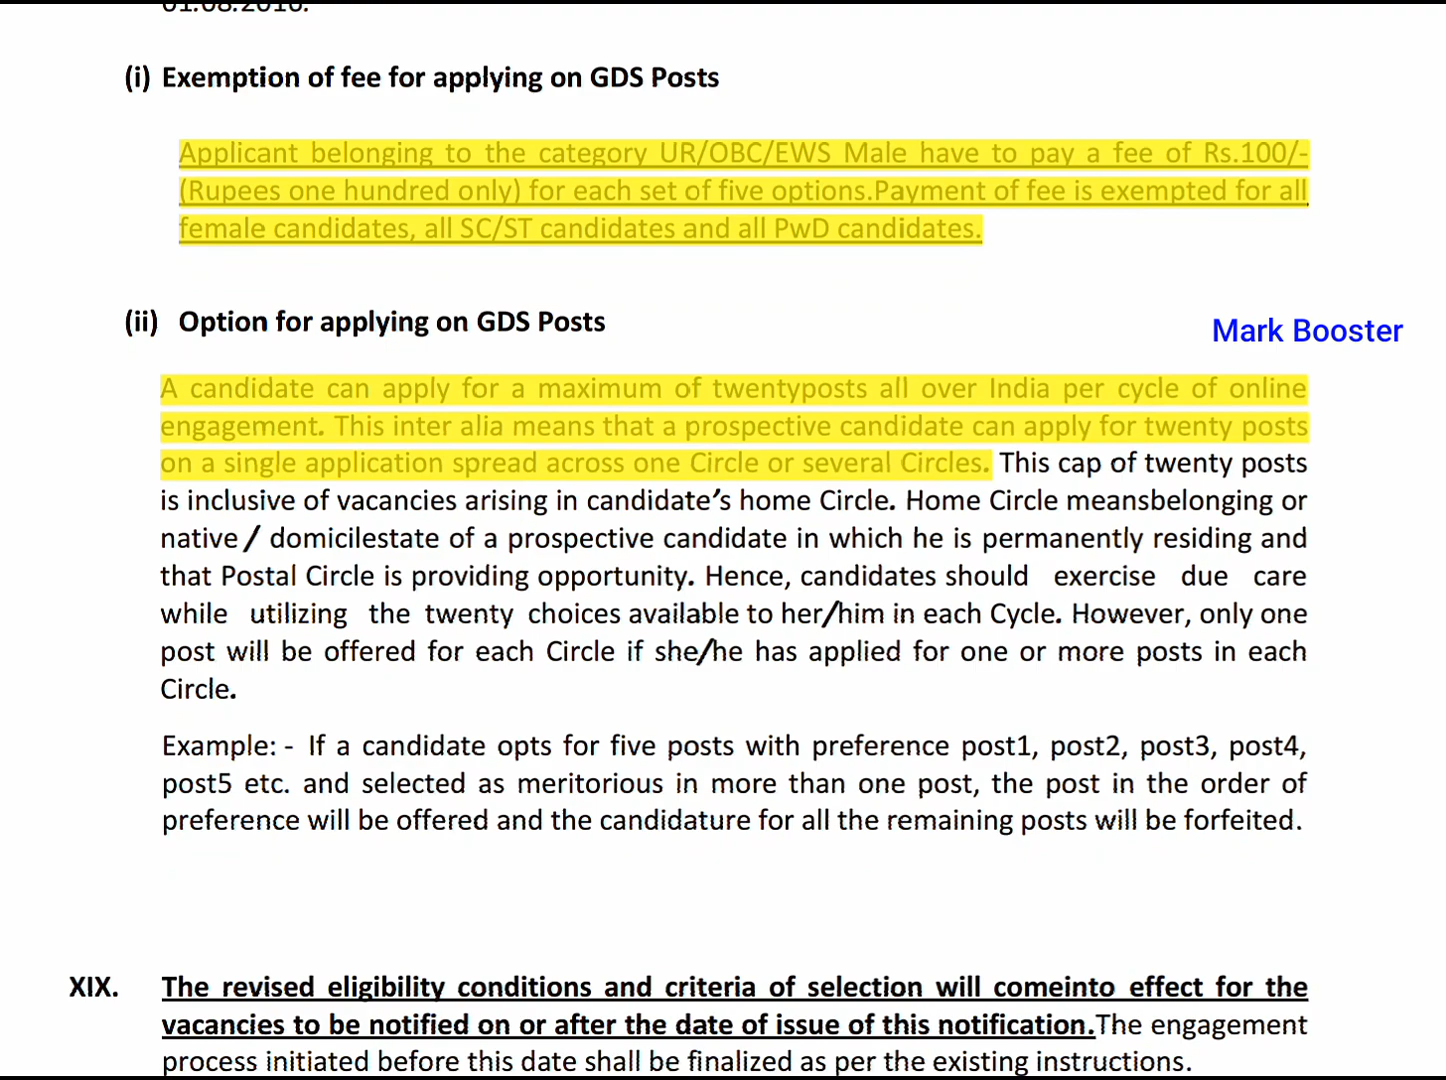 01.08.2016.
(i) Exemption of fee for applying on GDS Posts
Applicant belonging to the category UR/OBC/EWS Male have to pay a fee of Rs.100/-
(Rupees one hundred only) for each set of five options.Payment of fee is exempted for all
female candidates, all SC/ST candidates and all PwD candidates.
(ii) Option for applying on GDS Posts
Mark Booster
A candidate can apply for a maximum of twentyposts all over India per cycle of online
engagement. This inter alia means that a prospective candidate can apply for twenty posts
on a single application spread across one Circle or several Circles. This cap of twenty posts
is inclusive of vacancies arising in candidate's home Circle. Home Circle meansbelonging or
native/ domicilestate of a prospective candidate in which he is permanently residing and
that Postal Circle is providing opportunity. Hence, candidates should exercise due care
while utilizing the twenty choices available to her/him in each Cycle. However, only one
post will be offered for each Circle if she/he has applied for one or more posts in each
Circle.
Example: - If a candidate opts for five posts with preference post1, post2, post3, post4,
post5 etc. and selected as meritorious in more than one post, the post in the order of
preference will be offered and the candidature for all the remaining posts will be forfeited.
XIX. The revised eligibility conditions and criteria of selection will comeinto effect for the
vacancies to be notified on or after the date of issue of this notification.The engagement
process initiated before this date shall be finalized as per the existing instructions.